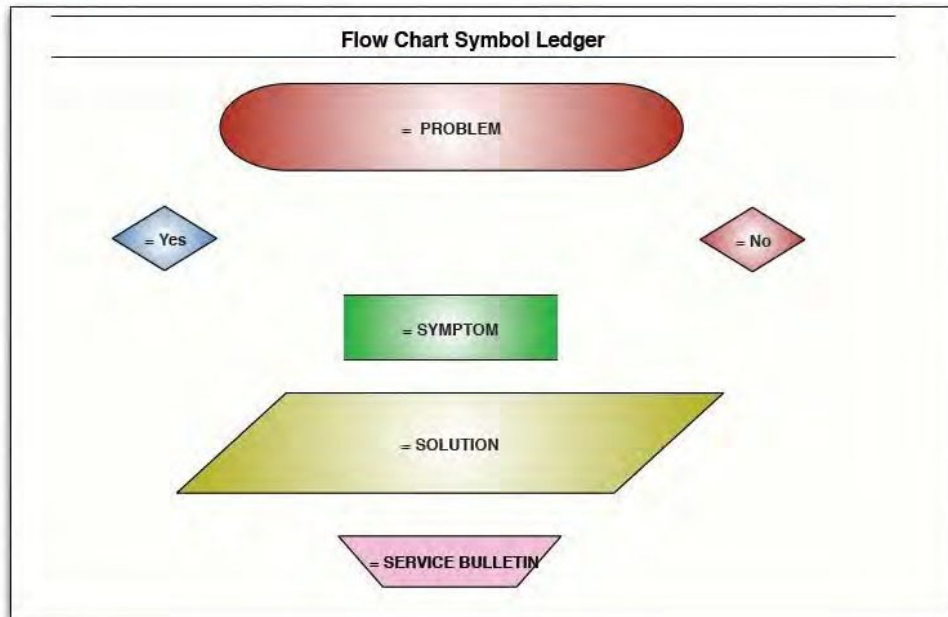 Flow Chart Symbol Ledger
= PROBLEM
= Yes
= No
= SYMPTOM
= SOLUTION
= SERVICE BULLETIN